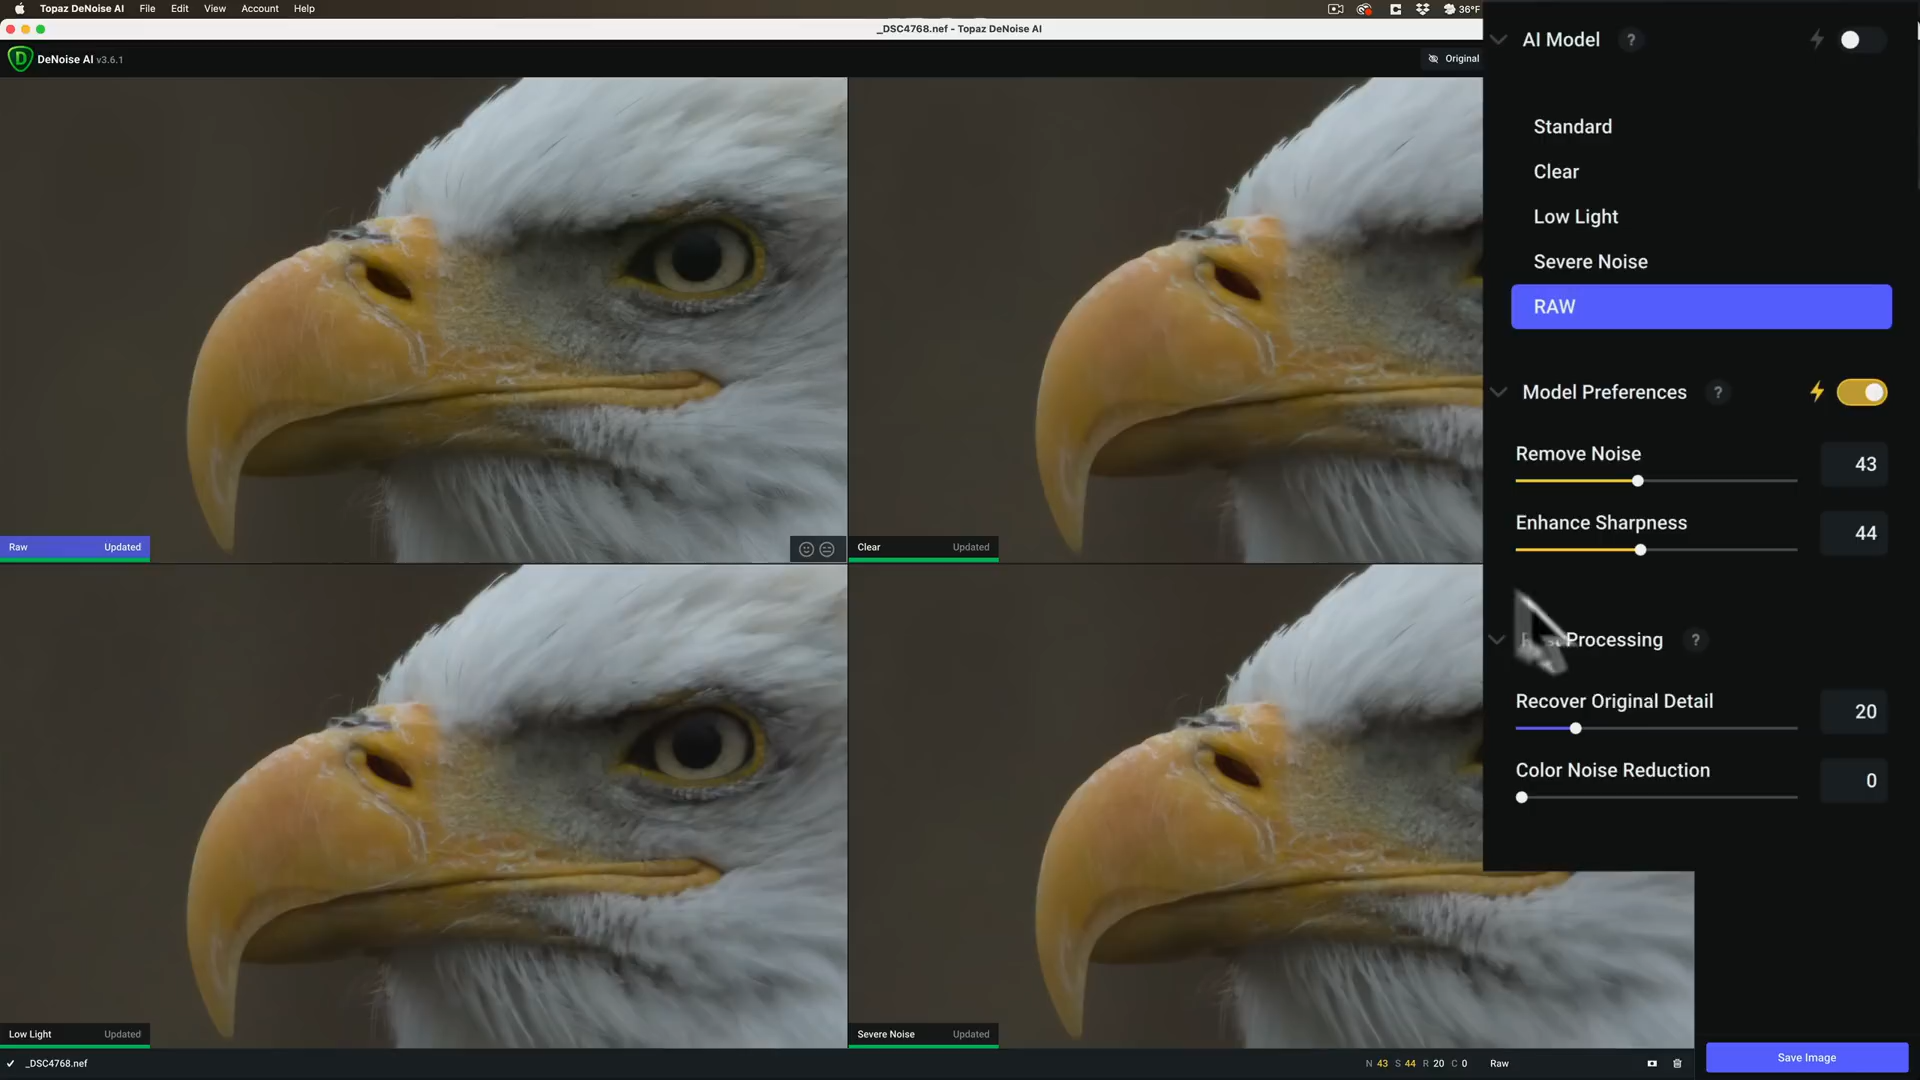 Topaz DeNoise AI File Edit View Account Help 36°F
_DSC4768.nef - Topaz DeNoise AI
DeNoise AI v3.6.1
Original
AI Model ?
Standard
Clear
Low Light
Severe Noise
RAW
Model Preferences ?
Remove Noise 43
Enhance Sharpness 44
Processing ?
Recover Original Detail 20
Color Noise Reduction 0
Raw Updated
Clear Updated
Low Light Updated
Severe Noise Updated
_DSC4768.nef N 43 S 44 R 20 C 0 Raw
Save Image